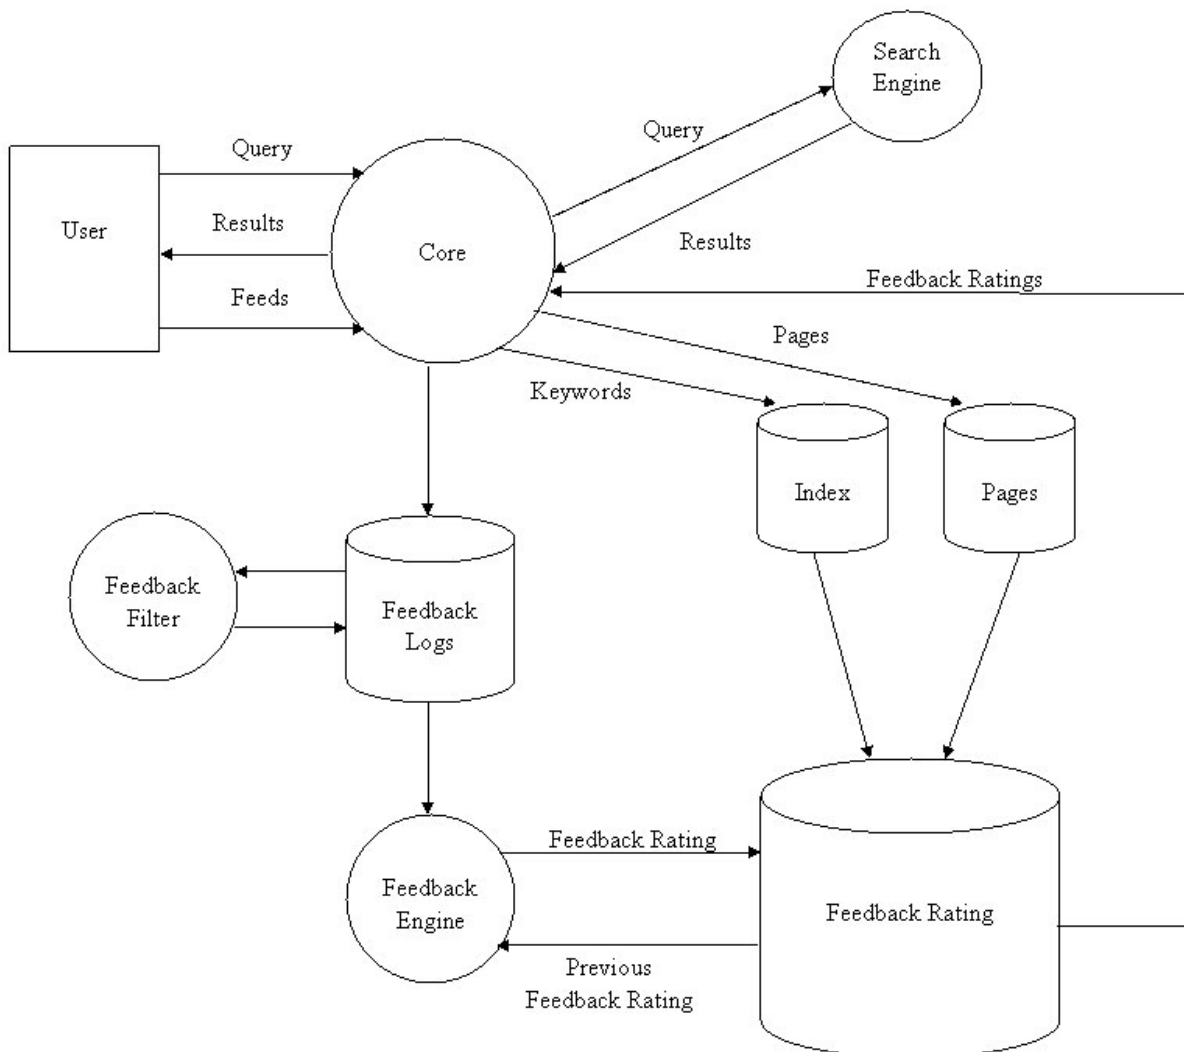 Search
Engine
Query
Query
User
Results
Core
Results
Feedback Ratings
Feeds
Pages
Keywords
Index
Pages
Feedback
Filter
Feedback
Logs
Feedback Rating
Feedback
Engine
Feedback Rating
Previous
Feedback Rating